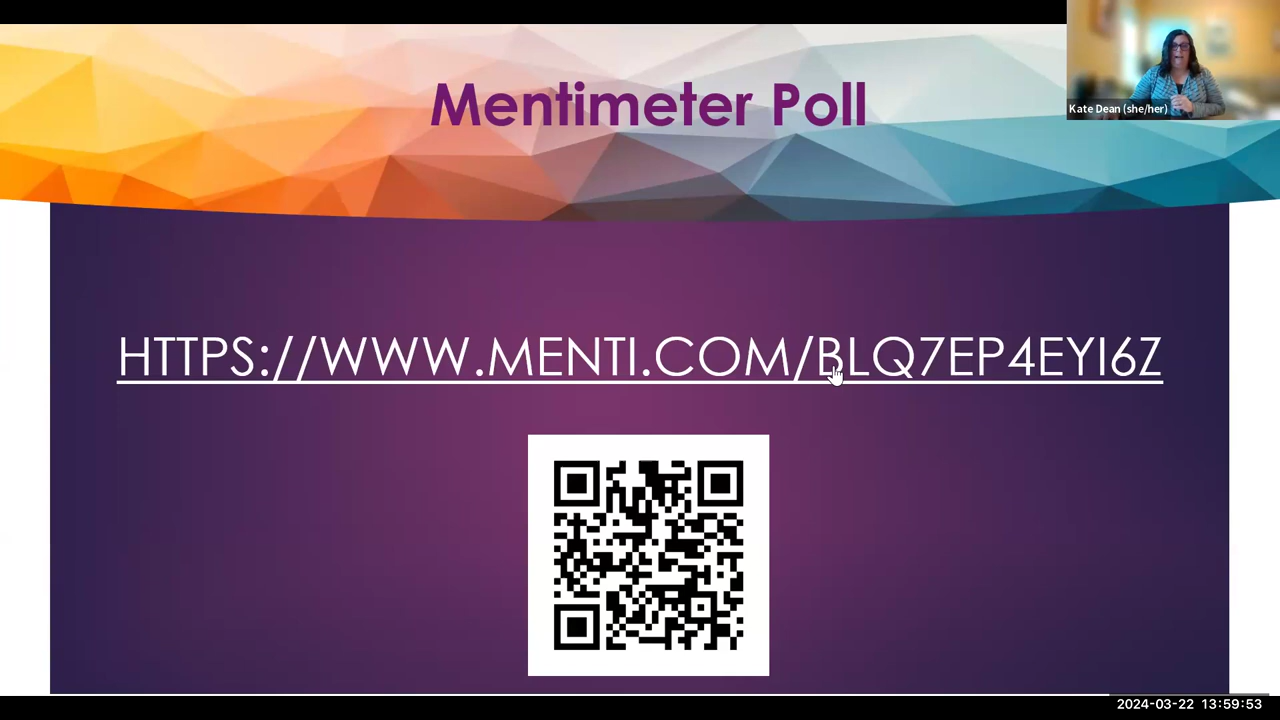 Mentimeter Poll
Kate Dean (she/her)
HTTPS://WWW.MENTI.COM/BLQ7EP4EYI6Z
2024-03-22 13:59:53